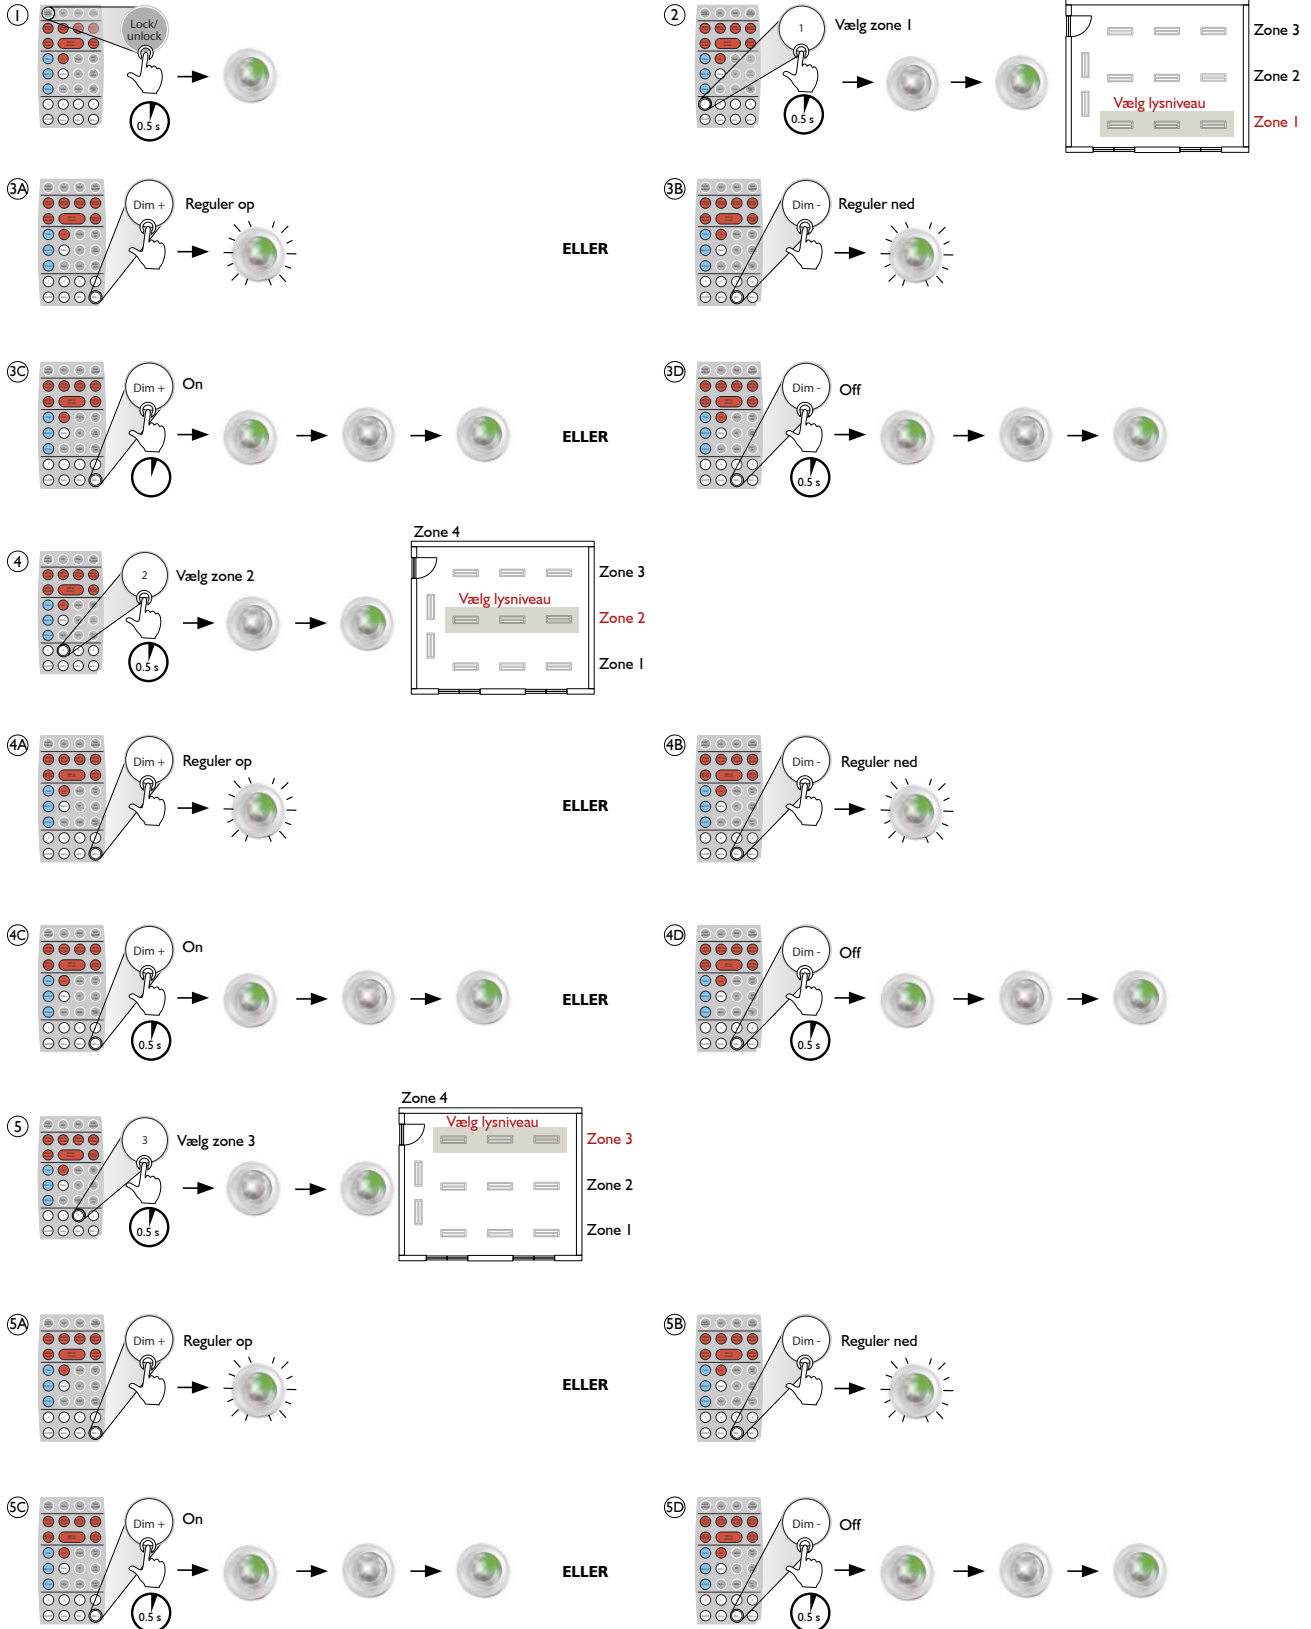 1
Lock/
unlock
0.5 s
2
1
Vælg zone 1
0.5 s
Zone 3
Zone 2
Vælg lysniveau
Zone 1
3A
Dim +
Reguler op
ELLER
3B
Dim -
Reguler ned
3C
Dim +
On
ELLER
3D
Dim -
Off
0.5 s
4
2
Vælg zone 2
0.5 s
Zone 4
Zone 3
Vælg lysniveau
Zone 2
Zone 1
4A
Dim +
Reguler op
ELLER
4B
Dim -
Reguler ned
4C
Dim +
On
0.5 s
ELLER
4D
Dim -
Off
0.5 s
5
3
Vælg zone 3
0.5 s
Zone 4
Vælg lysniveau
Zone 3
Zone 2
Zone 1
5A
Dim +
Reguler op
ELLER
5B
Dim -
Reguler ned
5C
Dim +
On
0.5 s
ELLER
5D
Dim -
Off
0.5 s